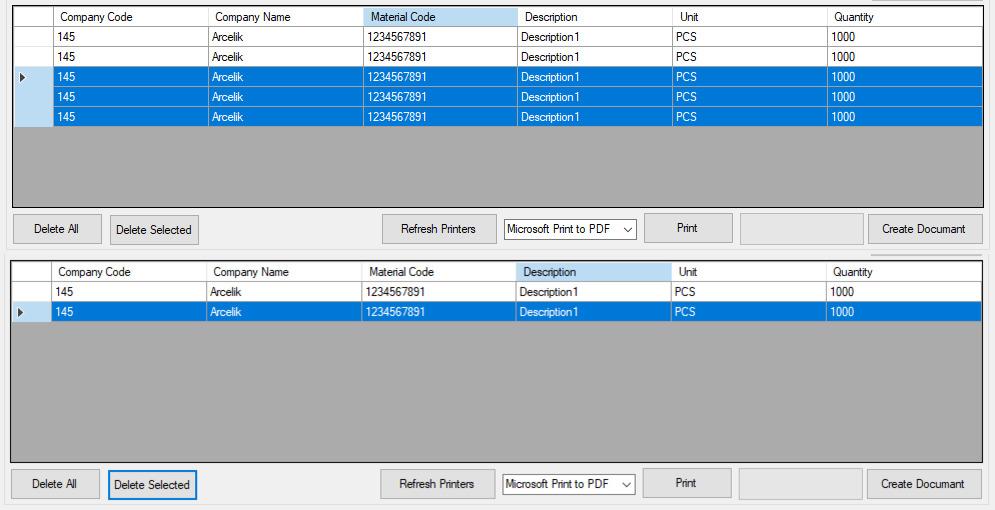 Company Code Company Name Material Code Description Unit Quantity
145 Arcelik 1234567891 Description1 PCS 1000
145 Arcelik 1234567891 Description1 PCS 1000
145 Arcelik 1234567891 Description1 PCS 1000
145 Arcelik 1234567891 Description1 PCS 1000
145 Arcelik 1234567891 Description1 PCS 1000
Delete All Delete Selected Refresh Printers Microsoft Print to PDF Print Create Documant
Company Code Company Name Material Code Description Unit Quantity
145 Arcelik 1234567891 Description1 PCS 1000
145 Arcelik 1234567891 Description1 PCS 1000
Delete All Delete Selected Refresh Printers Microsoft Print to PDF Print Create Documant